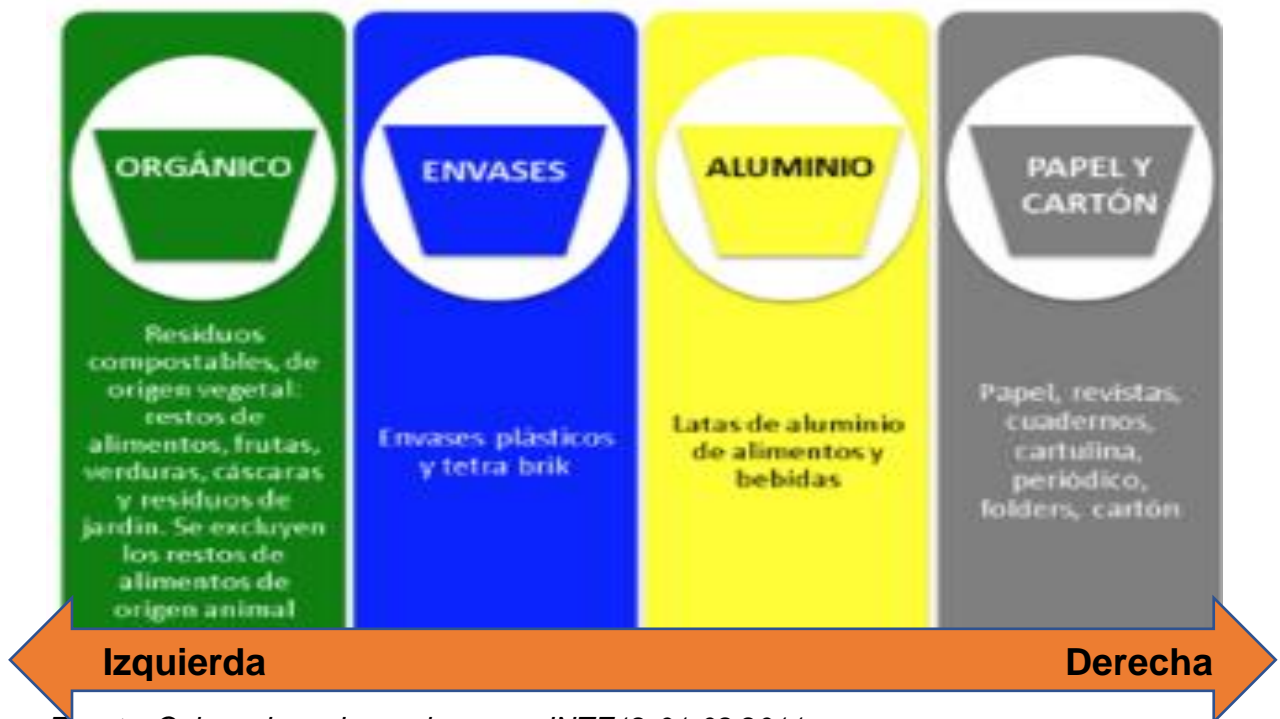 ORGÁNICO
Residuos
compostables, de
origen vegetal:
restos de
alimentos, frutas,
verduras, cáscaras
y residuos de
jardín. Se excluyen
los restos de
alimentos de
origen animal
ENVASES
Envases plásticos
y tetra brik
ALUMINIO
Latas de aluminio
de alimentos y
bebidas
PAPEL Y
CARTÓN
Papel, revistas,
cuadernos,
cartulina,
periódico,
folders, cartón
Izquierda
Derecha